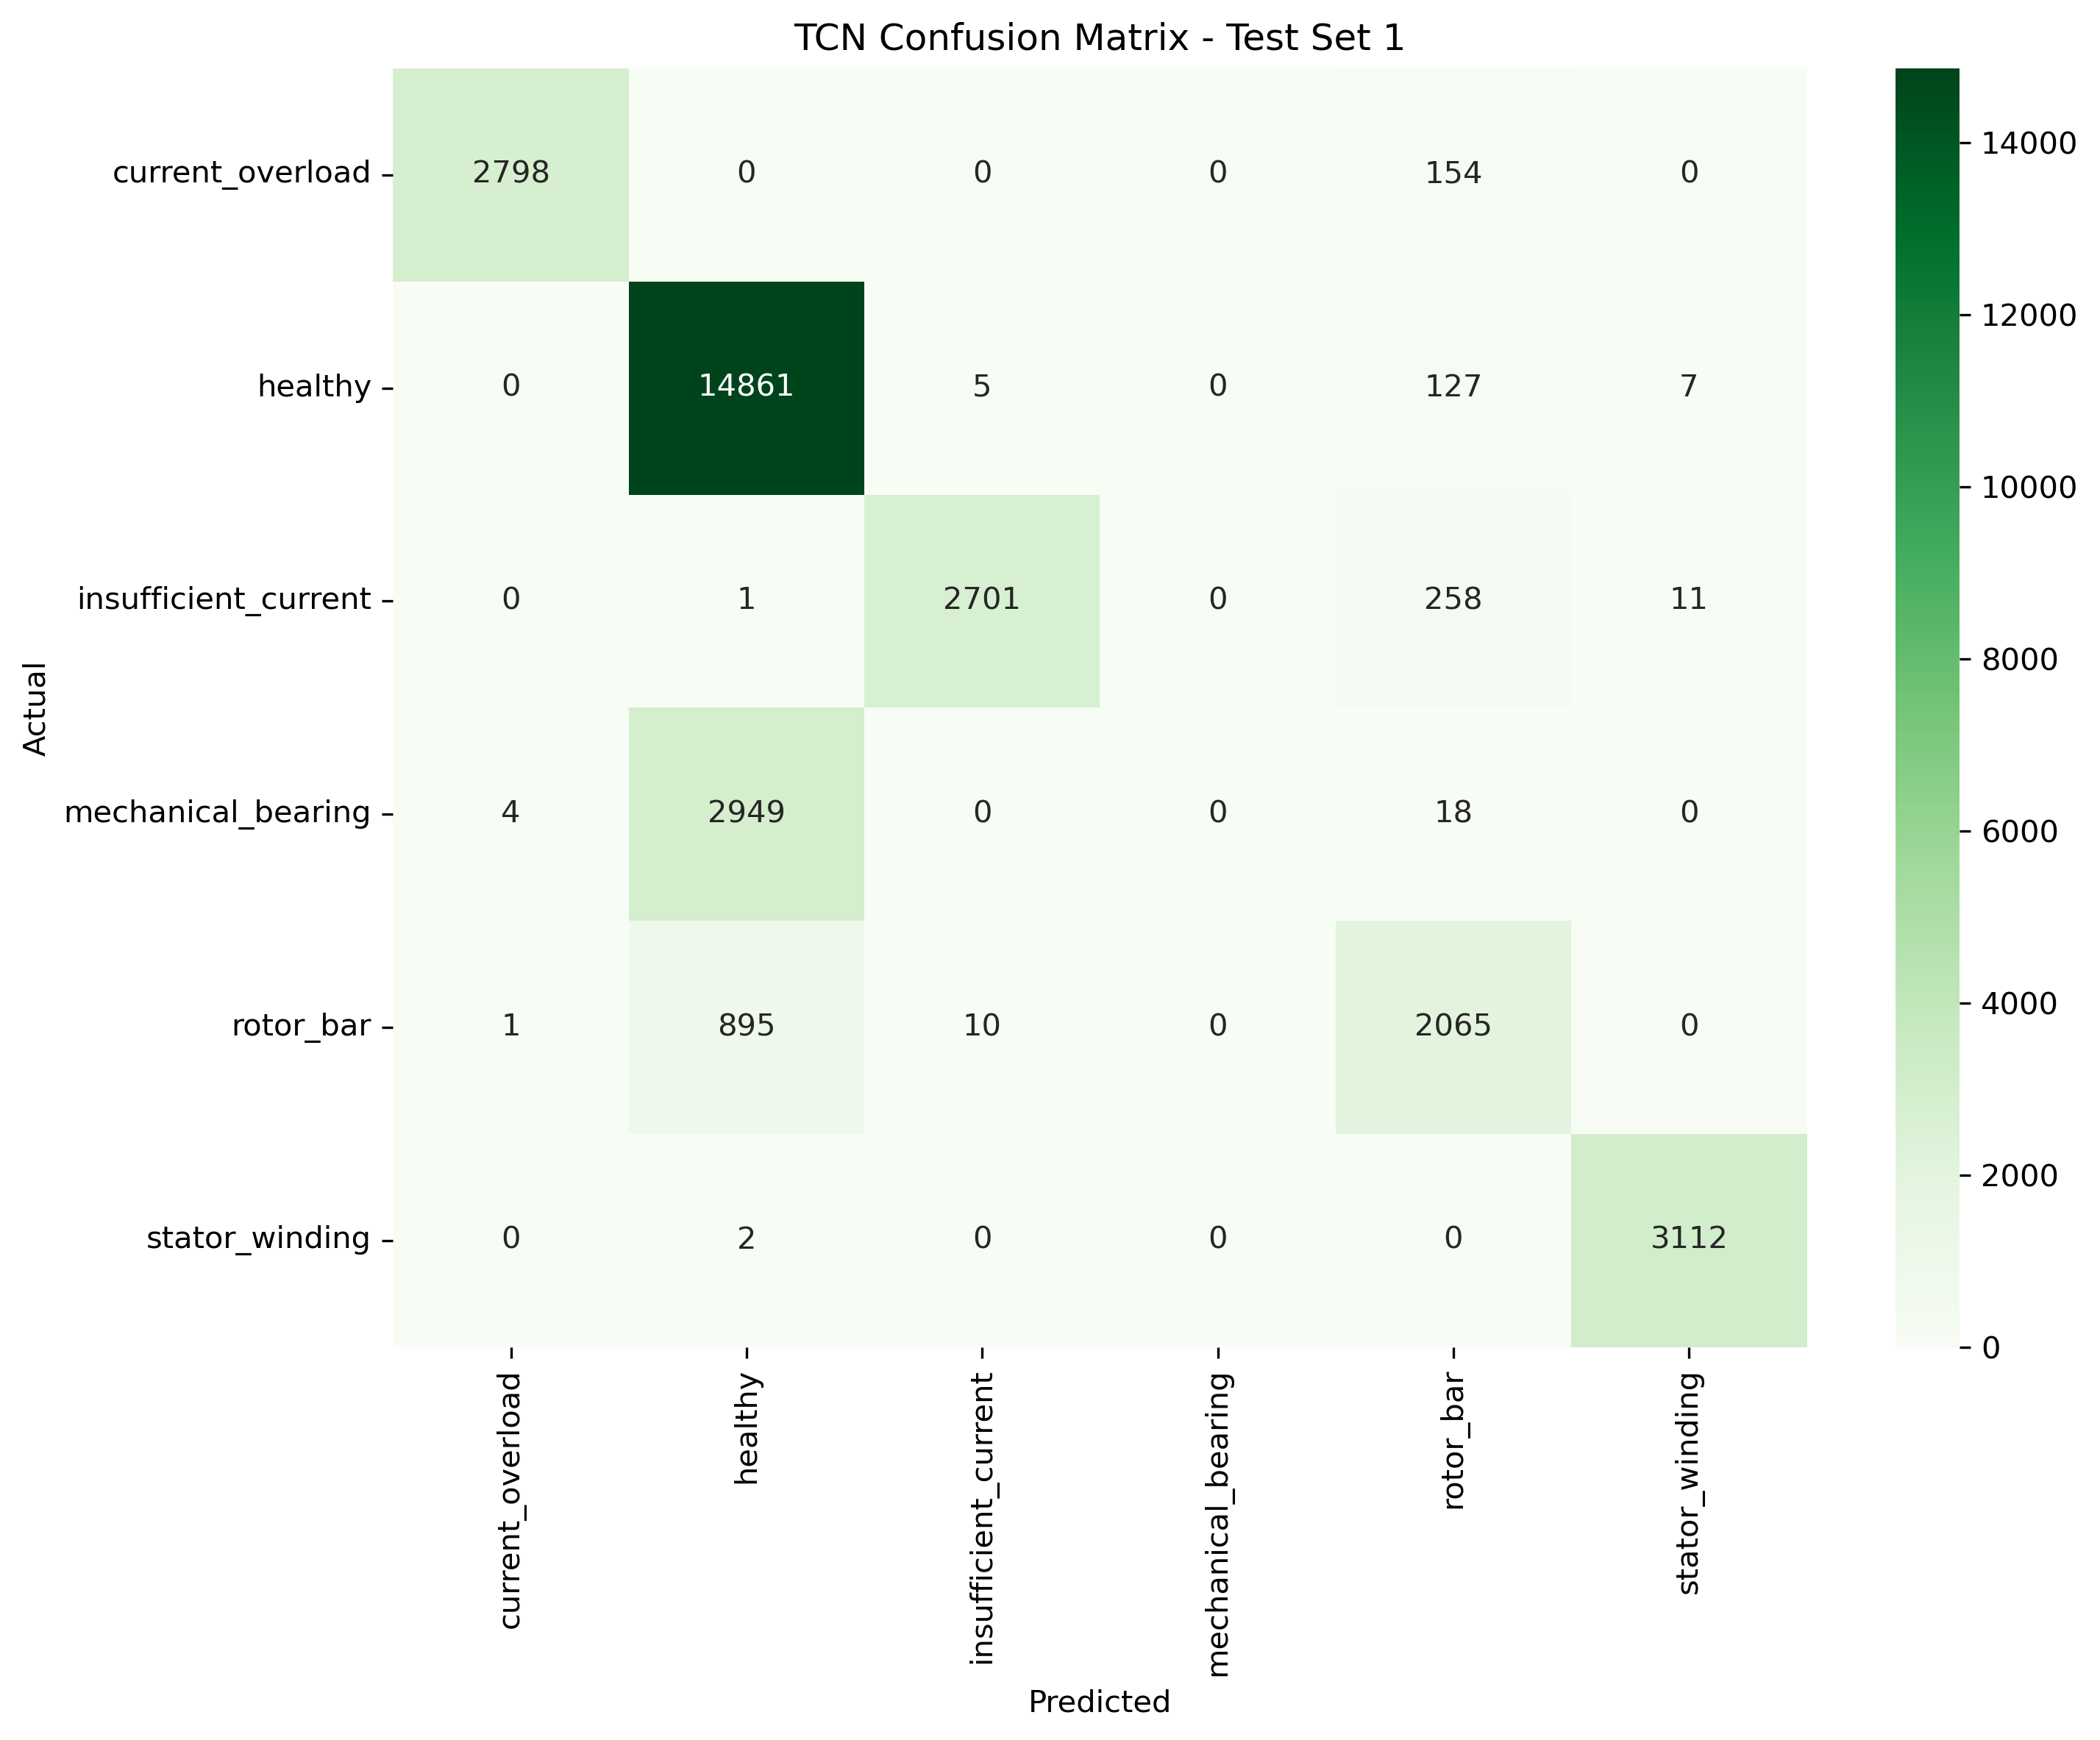 TCN Confusion Matrix - Test Set 1
current_overload 2798 0 0 0 154 0
healthy 0 14861 5 0 127 7
insufficient_current 0 1 2701 0 258 11
mechanical_bearing 4 2949 0 0 18 0
rotor_bar 1 895 10 0 2065 0
stator_winding 0 2 0 0 0 3112
Actual
current_overload
healthy
insufficient_current
mechanical_bearing
rotor_bar
stator_winding
Predicted
14000
12000
10000
8000
6000
4000
2000
0